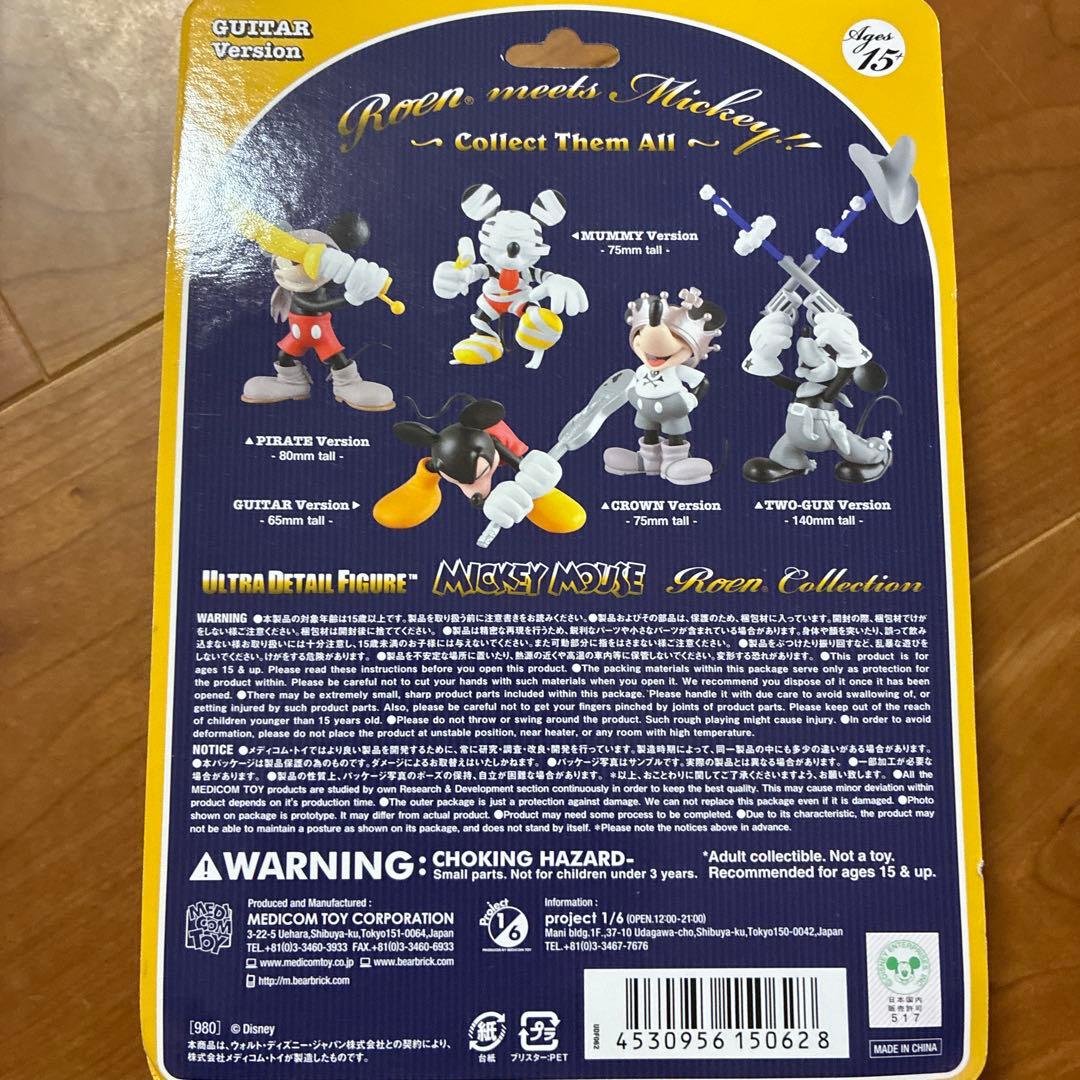 GUITAR
Version
Ages
15+
Roen® meets Mickey!!
~ Collect Them All ~
◀MUMMY Version
- 75mm tall -
▲PIRATE Version
- 80mm tall -
GUITAR Version▶
- 65mm tall -
▲CROWN Version
- 75mm tall -
▲TWO-GUN Version
- 140mm tall -
ULTRA DETAIL FIGURE™ MICKEY MOUSE Roen® Collection
WARNING ●本製品の対象年齢は15歳以上です。製品を取り扱う前に注意書きをお読みください。●製品およびその部品は、保護のため、梱包材に入っています。開封の際、梱包材でけが
をしない様ご注意ください。梱包材は開封後に捨ててください。 ●製品は精密な再現を行うため、鋭利なパーツや小さなパーツが含まれている場合があります。身体や顔を突いたり、誤って飲み
込まない様お取り扱いには十分注意し、15歳未満のお子様には与えないでください。また可動部分に指をはさまない様ご注意ください。 ●製品をぶつけたり振り回すなど、乱暴な遊びを
しないでください。けがをする危険があります。 ●製品を不安定な場所に置いたり、熱源の近くや高温の車内等に保管しないでください。変形する恐れがあります。 ●This product is for
ages 15 & up. Please read these instructions before you open this product. ●The packing materials within this package serve only as protection for
the product within. Please be careful not to cut your hands with such materials when you open it. We recommend you dispose of it once it has been
opened. ●There may be extremely small, sharp product parts included within this package. Please handle it with due care to avoid swallowing of, or
getting injured by such product parts. Also, please be careful not to get your fingers pinched by joints of product parts. Please keep out of the reach
of children younger than 15 years old. ●Please do not throw or swing around the product. Such rough playing might cause injury. ●In order to avoid
deformation, please do not place the product at unstable position, near heater, or any room with high temperature.
NOTICE ●メディコム・トイではより良い製品を開発するために、常に研究・調査・改良・開発を行っています。製造時期によって、同一製品の中にも多少の違いがある場合があります。
●本パッケージは製品保護の為のものです。ダメージによるお取替えはいたしかねます。 ●パッケージ写真はサンプルです。実際の製品とは異なる場合があります。 ●一部加工が必要な
場合があります。 ●製品の性質上、パッケージ写真のポーズの保持、自立が困難な場合があります。 *以上、おことわりに関してご了承くださいますよう、お願い致します。 ●All the
MEDICOM TOY products are studied by own Research & Development section continuously in order to keep the best quality. This may cause minor deviation within
product depends on it's production time. ●The outer package is just a protection against damage. We can not replace this package even if it is damaged. ●Photo
shown on package is prototype. It may differ from actual product. ●Product may need some process to be completed. ●Due to its characteristic, the product may
not be able to maintain a posture as shown on its package, and does not stand by itself. *Please note the notices above in advance.
⚠WARNING: CHOKING HAZARD-
Small parts. Not for children under 3 years.
*Adult collectible. Not a toy.
Recommended for ages 15 & up.
MEDI
COM
TOY
Produced and Manufactured :
MEDICOM TOY CORPORATION
3-22-5 Uehara,Shibuya-ku,Tokyo151-0064,Japan
TEL.+81(0)3-3460-3933 FAX.+81(0)3-3460-6933
www.medicomtoy.co.jp www.bearbrick.com
http://m.bearbrick.com
Project
1/6
PRODUCED BY MEDICOM TOY
Information :
project 1/6 (OPEN.12:00-21:00)
Mani bldg.1F.,37-10 Udagawa-cho,Shibuya-ku,Tokyo150-0042,Japan
TEL.+81(0)3-3467-7676
©DISNEY ENTERPRISES, INC.
日本国内
販売許可
517
[980] © Disney
本商品は、ウォルト・ディズニー・ジャパン株式会社との契約により、
株式会社メディコム・トイが製造したものです。
紙
台紙
プラ
ブリスター:PET
UDF062
4530956150628
MADE IN CHINA